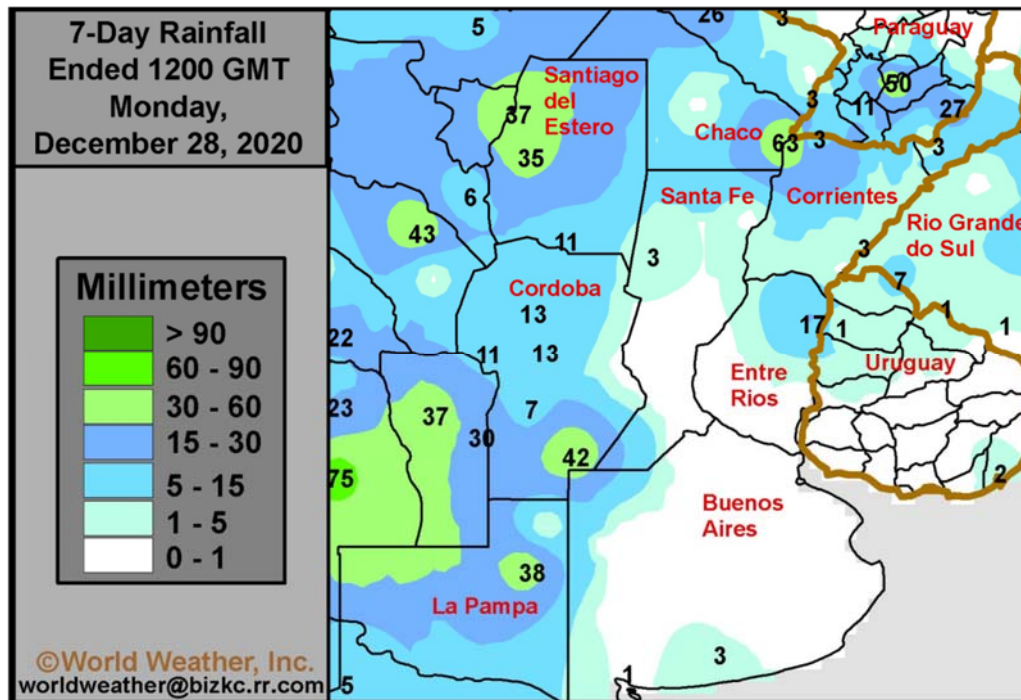 7-Day Rainfall
Ended 1200 GMT
Monday,
December 28, 2020
Millimeters
> 90
60 - 90
30 - 60
15 - 30
5 - 15
1 - 5
0 - 1
©World Weather, Inc.
worldweather@bizkc.rr.com
5
26
3
Paraguay
50
37
Santiago
del
Estero
3
11
27
Chaco
63
3
3
35
6
Santa Fe
Corrientes
Rio Grande
do Sul
43
11
3
3
7
Cordoba
13
17
1
1
1
22
11
13
Uruguay
Entre
Rios
23
37
7
30
42
75
2
Buenos
Aires
38
La Pampa
3
1
5